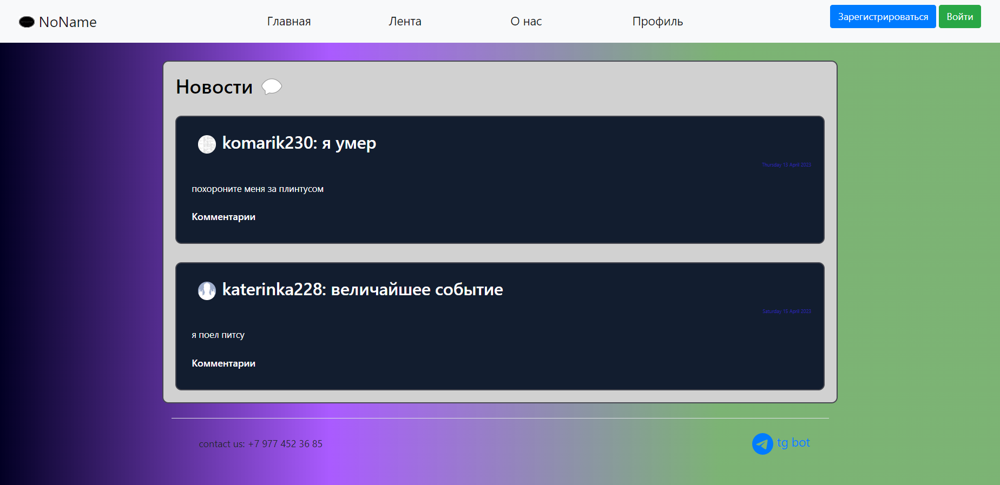 NoName
Главная
Лента
О нас
Профиль
Зарегистрироваться
Войти
Новости
komarik230: я умер
Thursday 13 April 2023
похороните меня за плинтусом
Комментарии
katerinka228: величайшее событие
Saturday 15 April 2023
я поел питсу
Комментарии
contact us: +7 977 452 36 85
tg bot